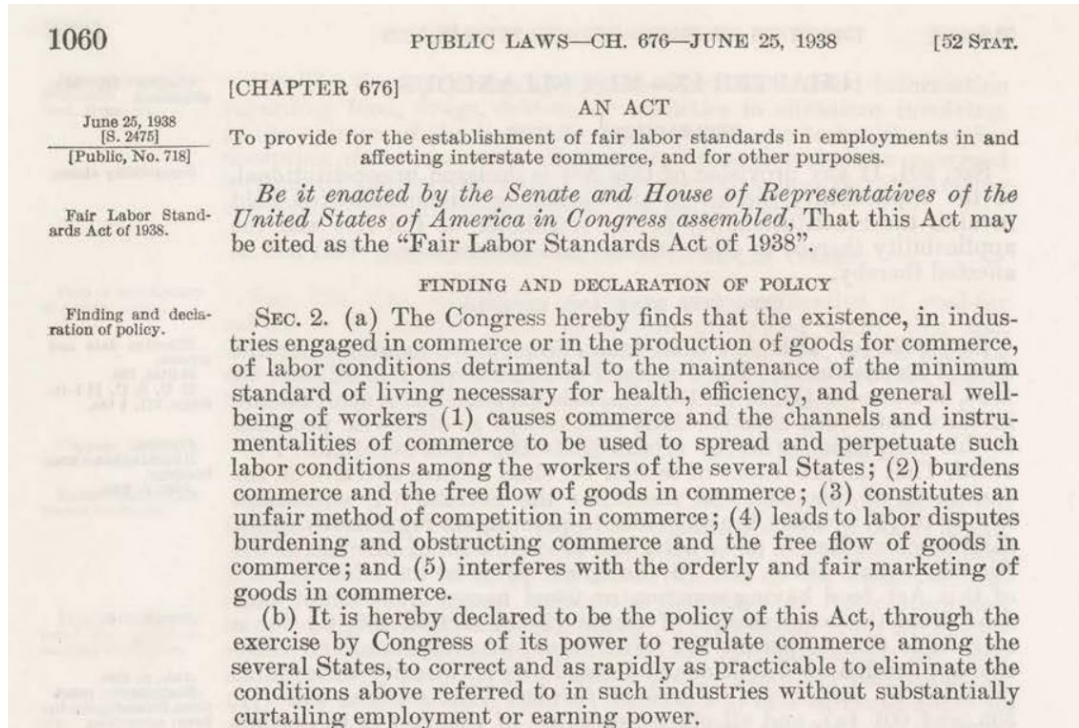 1060
PUBLIC LAWS—CH. 676—JUNE 25, 1938
[52 STAT.
[CHAPTER 676]
AN ACT
June 25, 1938
[S. 2475]
[Public, No. 718]
To provide for the establishment of fair labor standards in employments in and
affecting interstate commerce, and for other purposes.
Be it enacted by the Senate and House of Representatives of the
United States of America in Congress assembled, That this Act may
be cited as the “Fair Labor Standards Act of 1938”.
Fair Labor Stand-
ards Act of 1938.
FINDING AND DECLARATION OF POLICY
Finding and decla-
ration of policy.
SEC. 2. (a) The Congress hereby finds that the existence, in indus-
tries engaged in commerce or in the production of goods for commerce,
of labor conditions detrimental to the maintenance of the minimum
standard of living necessary for health, efficiency, and general well-
being of workers (1) causes commerce and the channels and instru-
mentalities of commerce to be used to spread and perpetuate such
labor conditions among the workers of the several States; (2) burdens
commerce and the free flow of goods in commerce; (3) constitutes an
unfair method of competition in commerce; (4) leads to labor disputes
burdening and obstructing commerce and the free flow of goods in
commerce; and (5) interferes with the orderly and fair marketing of
goods in commerce.
(b) It is hereby declared to be the policy of this Act, through the
exercise by Congress of its power to regulate commerce among the
several States, to correct and as rapidly as practicable to eliminate the
conditions above referred to in such industries without substantially
curtailing employment or earning power.